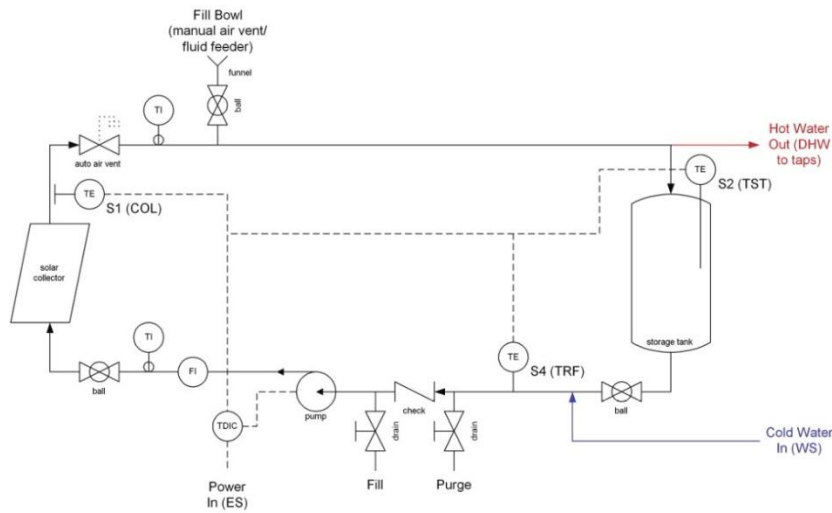 Fill Bowl
(manual air vent/
fluid feeder)
funnel
ball
TI
auto air vent
Hot Water
Out (DHW
to taps)
TE
S2 (TST)
TE
S1 (COL)
solar
collector
storage tank
TI
FI
TE
S4 (TRF)
ball
pump
check
ball
TDIC
drain
drain
Cold Water
In (WS)
Power
In (ES)
Fill
Purge